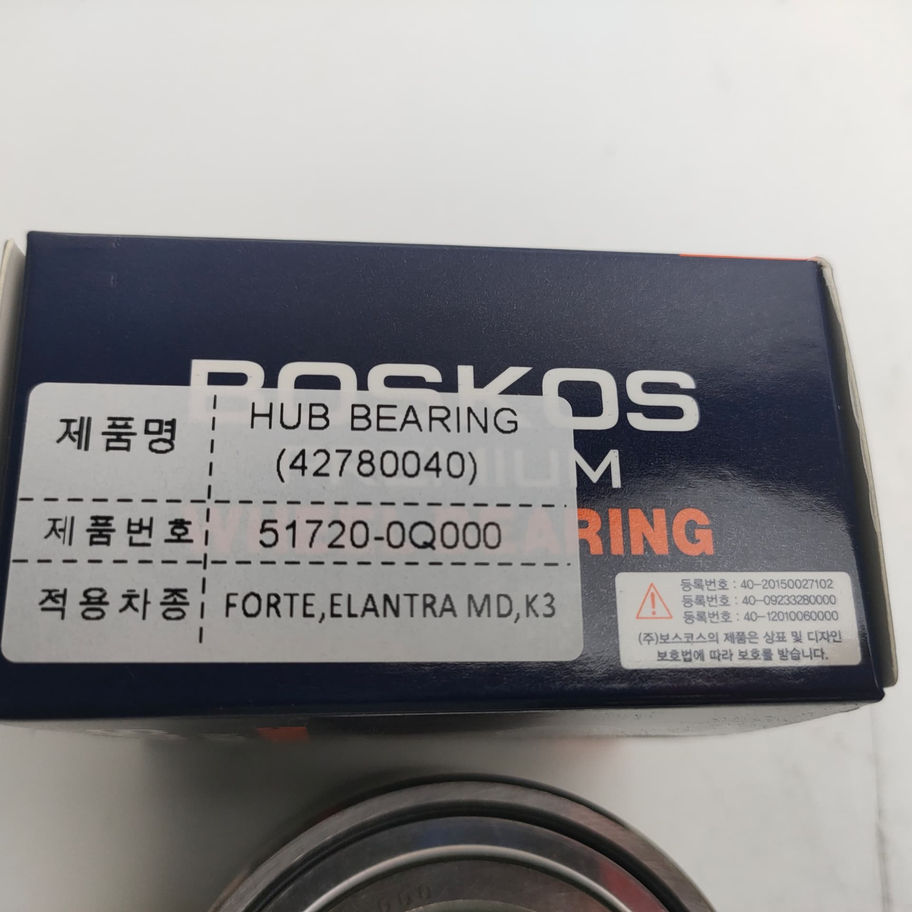 BOSKOS
PREMIUM
WHEEL BEARING
제품명 HUB BEARING
(42780040)
제품번호 51720-0Q000
적용차종 FORTE,ELANTRA MD,K3
등록번호 : 40-20150027102
등록번호 : 40-09233280000
등록번호 : 40-12010060000
(주)보스코스의 제품은 상표 및 디자인
보호법에 따라 보호를 받습니다.